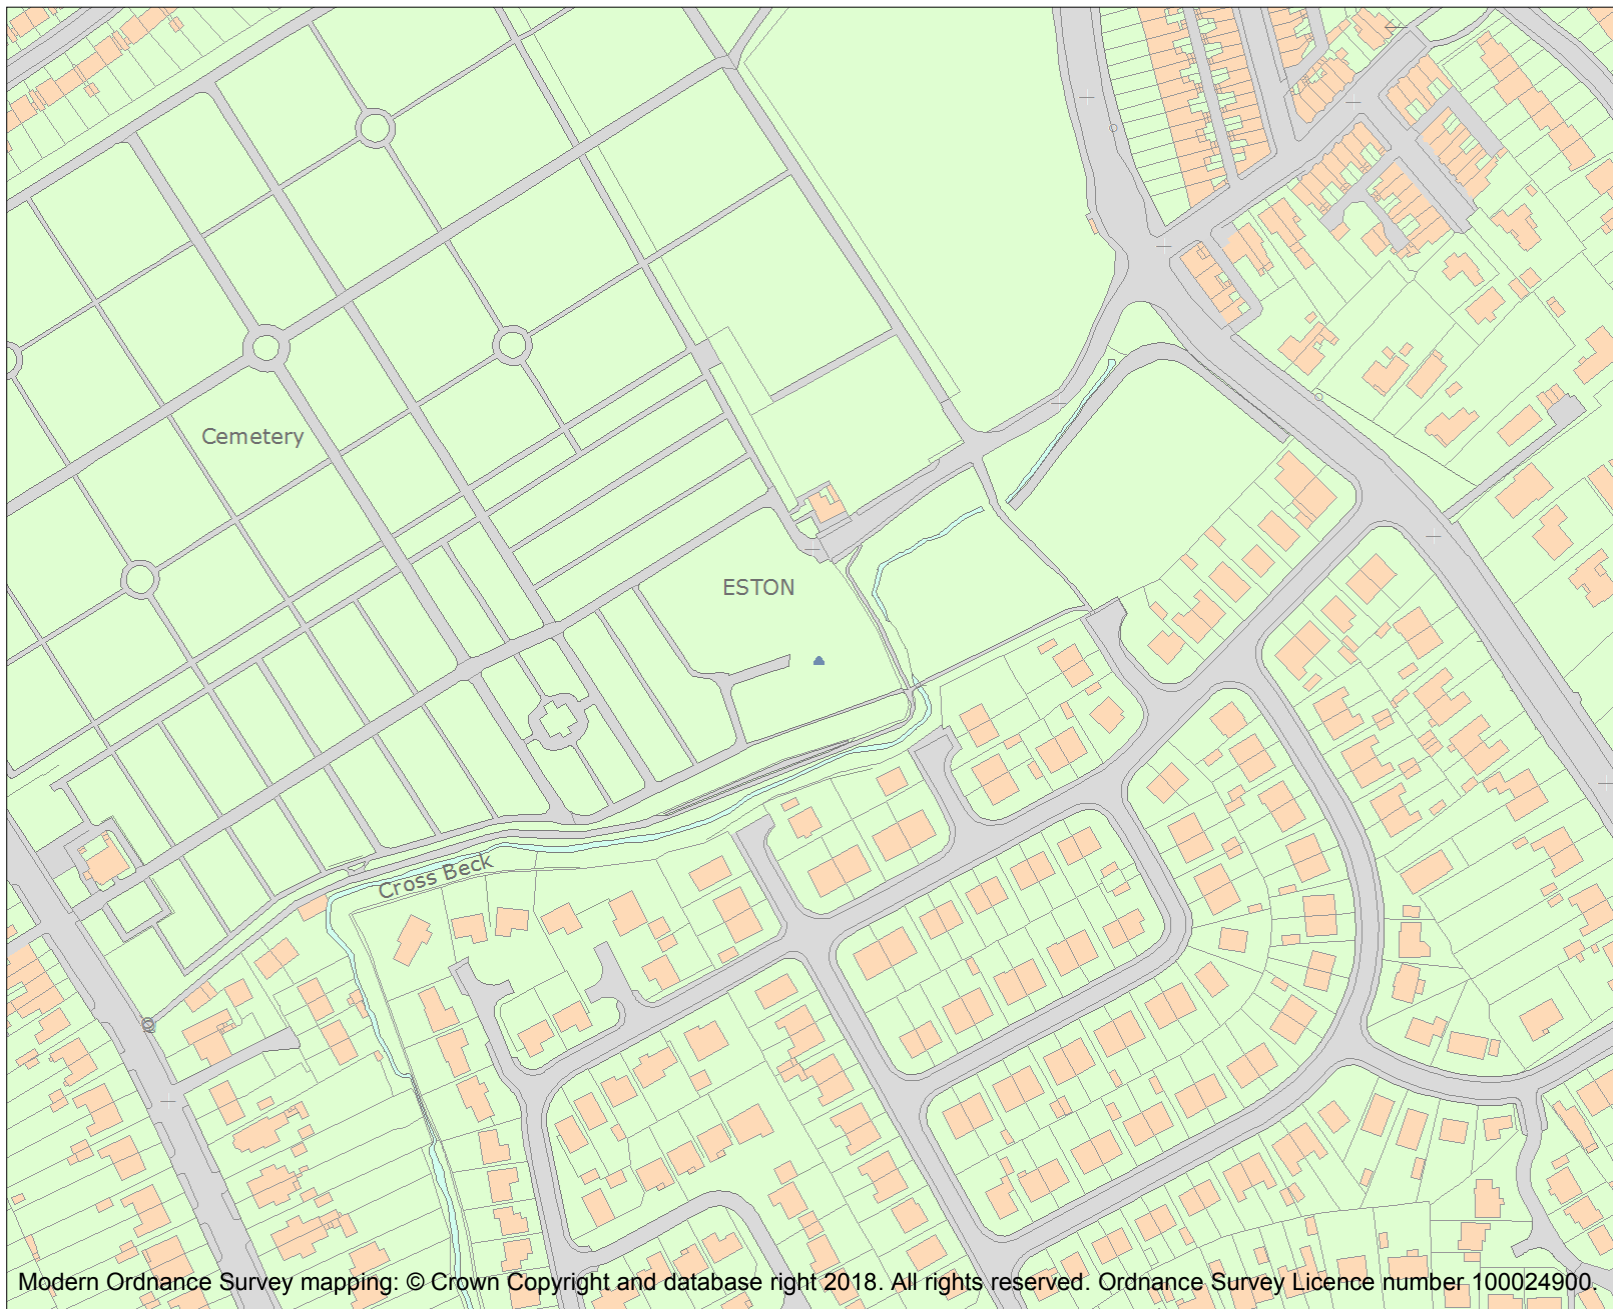 Cemetery
ESTON
Cross Beck
Modern Ordnance Survey mapping: © Crown Copyright and database right 2018. All rights reserved. Ordnance Survey Licence number 100024900.